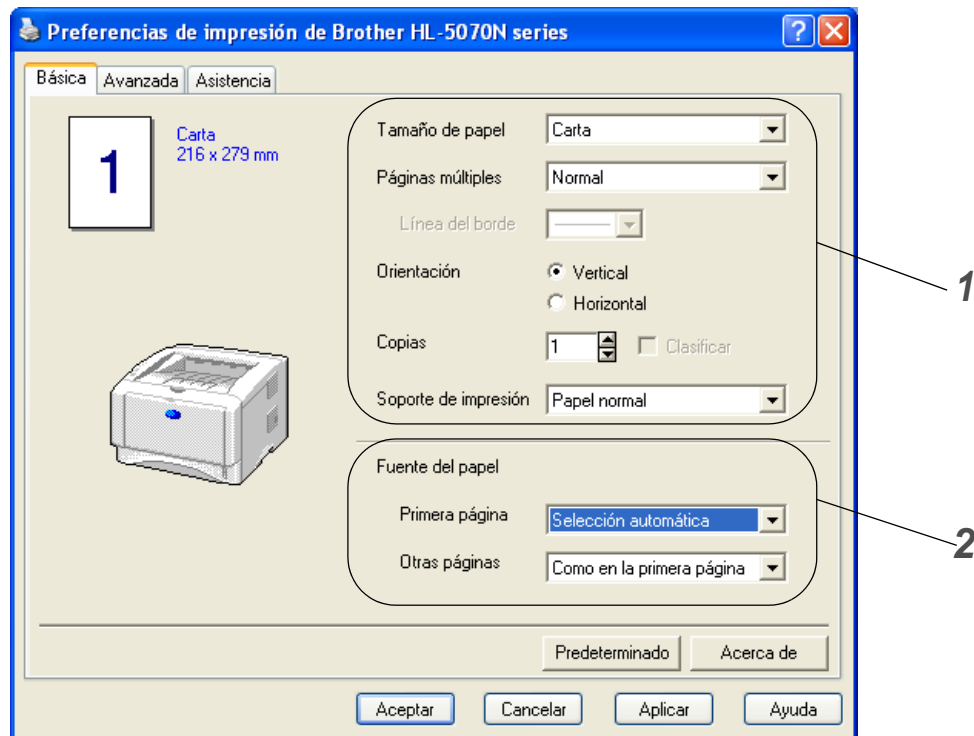 Preferencias de impresión de Brother HL-5070N series
Básica Avanzada Asistencia
1
Carta
216 x 279 mm
Tamaño de papel Carta
Páginas múltiples Normal
Línea del borde
Orientación Vertical
Horizontal
Copias 1 Clasificar
Soporte de impresión Papel normal
1
Fuente del papel
Primera página Selección automática
Otras páginas Como en la primera página
2
Predeterminado Acerca de
Aceptar Cancelar Aplicar Ayuda